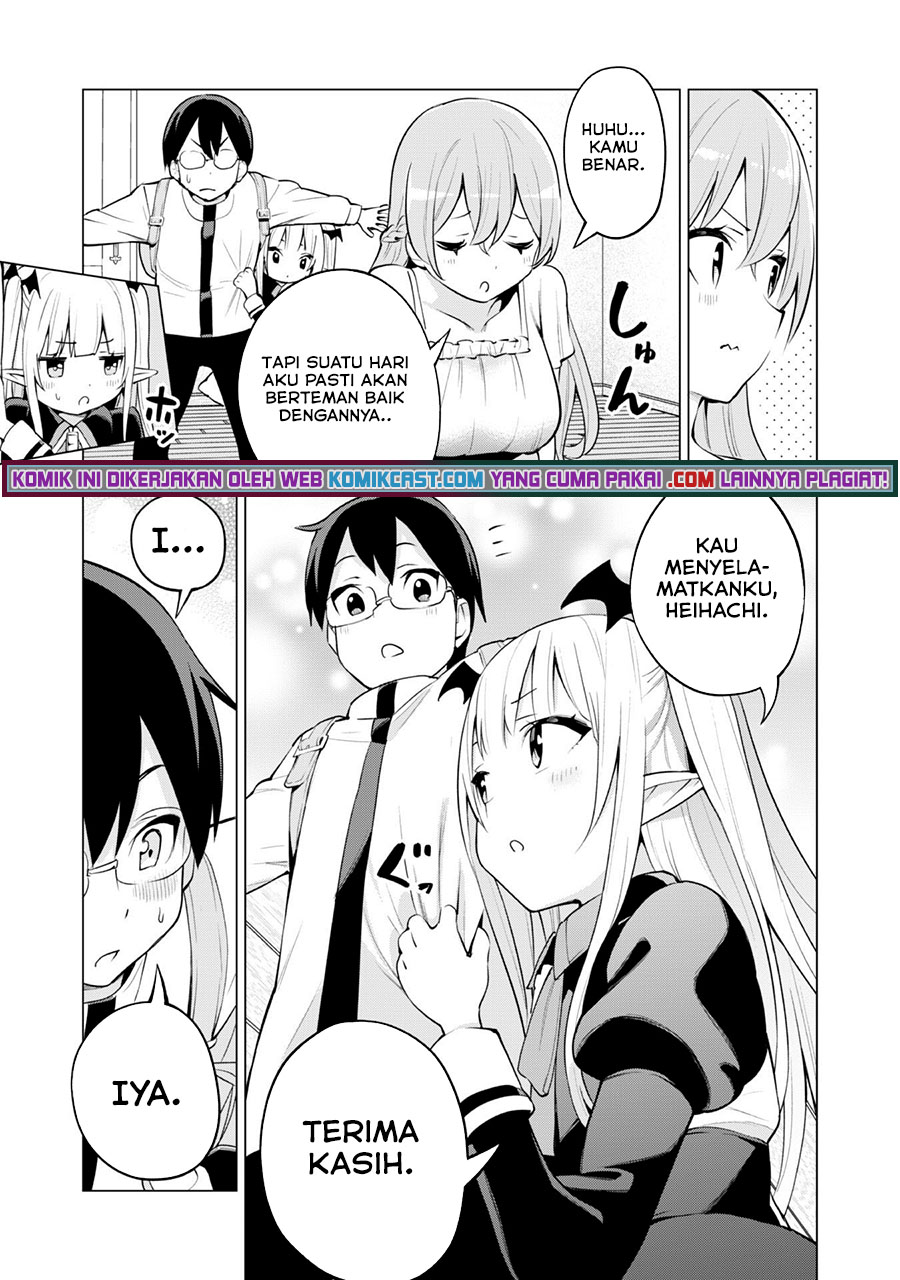 HUHU...
KAMU
BENAR.
しゅん
TAPI SUATU HARI
AKU PASTI AKAN
BERTEMAN BAIK
DENGANNYA..
ホッ
KOMIK INI DIKERJAKAN OLEH WEB KOMIKCAST.COM YANG CUMA PAKAI .COM LAINNYA PLAGIAT!
KAU
MENYELA-
MATKANKU,
HEIHACHI.
ぐっ
TERIMA
KASIH.
I...
IYA.